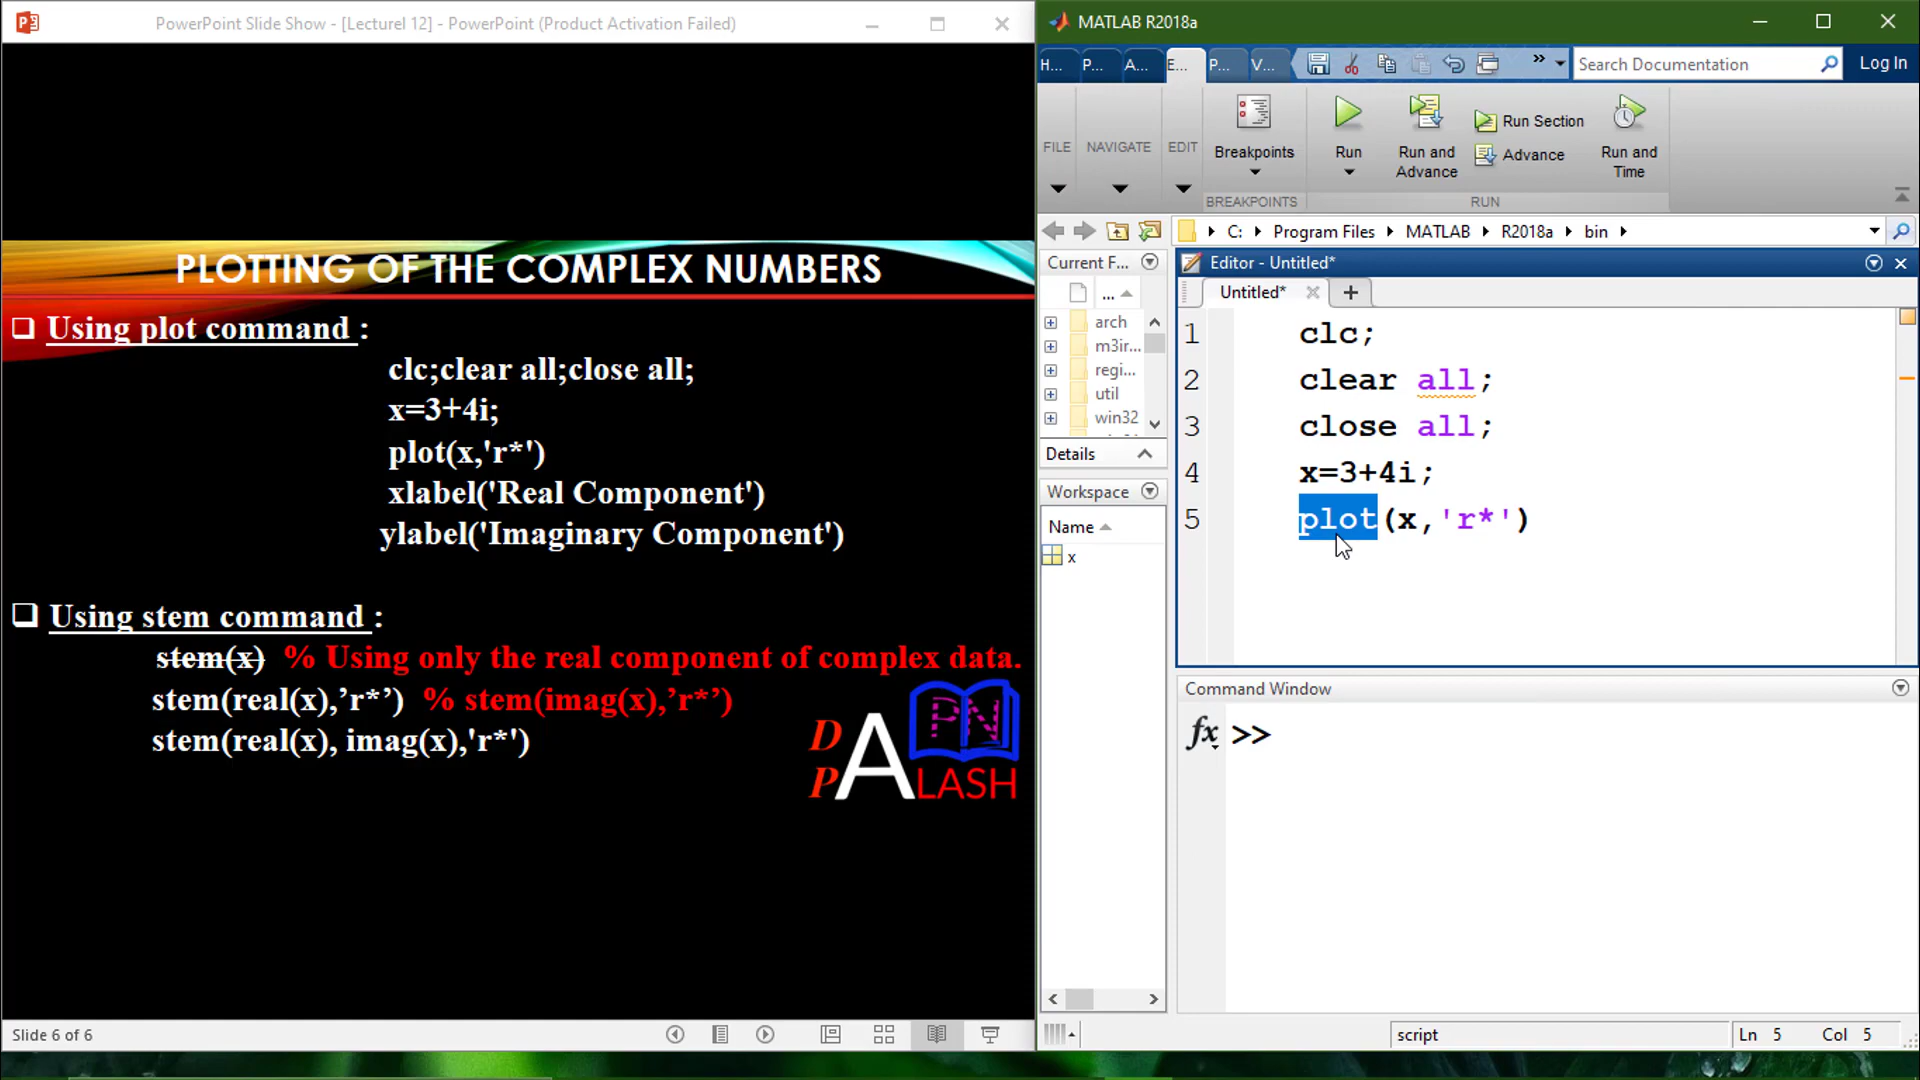 PowerPoint Slide Show - [Lecturel 12] - PowerPoint (Product Activation Failed)
PLOTTING OF THE COMPLEX NUMBERS
Using plot command :
clc;clear all;close all;
x=3+4i;
plot(x,'r*')
xlabel('Real Component')
ylabel('Imaginary Component')
Using stem command :
stem(x) % Using only the real component of complex data.
stem(real(x),’r*’) % stem(imag(x),’r*’)
stem(real(x), imag(x),'r*')
D
P
A
PN
LASH
Slide 6 of 6
MATLAB R2018a
H... P... A... E... P... V...
Search Documentation
Log In
FILE
NAVIGATE
EDIT
Breakpoints
Run
Run and Advance
Run Section
Advance
Run and Time
BREAKPOINTS
RUN
C: Program Files MATLAB R2018a bin
Current F...
...
arch
m3ir...
regi...
util
win32
Details
Workspace
Name
x
Editor - Untitled*
Untitled*
1 clc;
2 clear all;
3 close all;
4 x=3+4i;
5 plot(x,'r*')
Command Window
fx >>
script
Ln 5 Col 5